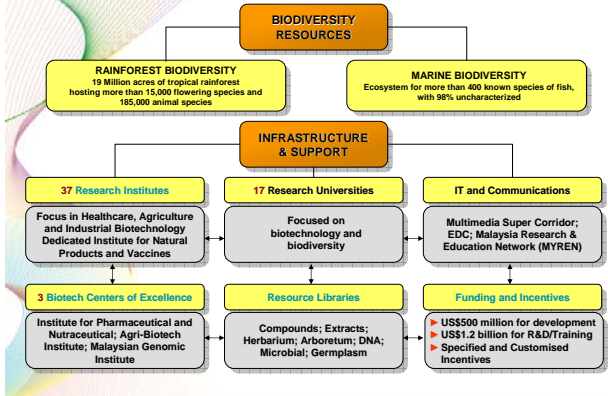 BIODIVERSITY
RESOURCES
RAINFOREST BIODIVERSITY
19 Million acres of tropical rainforest
hosting more than 15,000 flowering species and
185,000 animal species
MARINE BIODIVERSITY
Ecosystem for more than 400 known species of fish,
with 98% uncharacterized
INFRASTRUCTURE
& SUPPORT
37 Research Institutes
Focus in Healthcare, Agriculture
and Industrial Biotechnology
Dedicated Institute for Natural
Products and Vaccines
17 Research Universities
Focused on
biotechnology and
biodiversity
IT and Communications
Multimedia Super Corridor;
EDC; Malaysia Research &
Education Network (MYREN)
3 Biotech Centers of Excellence
Institute for Pharmaceutical and
Nutraceutical; Agri-Biotech
Institute; Malaysian Genomic
Institute
Resource Libraries
Compounds; Extracts;
Herbarium; Arboretum; DNA;
Microbial; Germplasm
Funding and Incentives
► US$500 million for development
► US$1.2 billion for R&D/Training
► Specified and Customised
Incentives